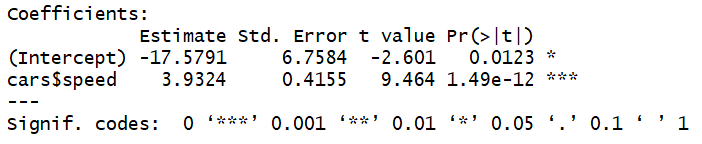 Coefficients:
            Estimate Std. Error t value Pr(>|t|)
(Intercept) -17.5791     6.7584  -2.601   0.0123 *
cars$speed    3.9324     0.4155   9.464 1.49e-12 ***
---
Signif. codes:  0 ‘***’ 0.001 ‘**’ 0.01 ‘*’ 0.05 ‘.’ 0.1 ‘ ’ 1